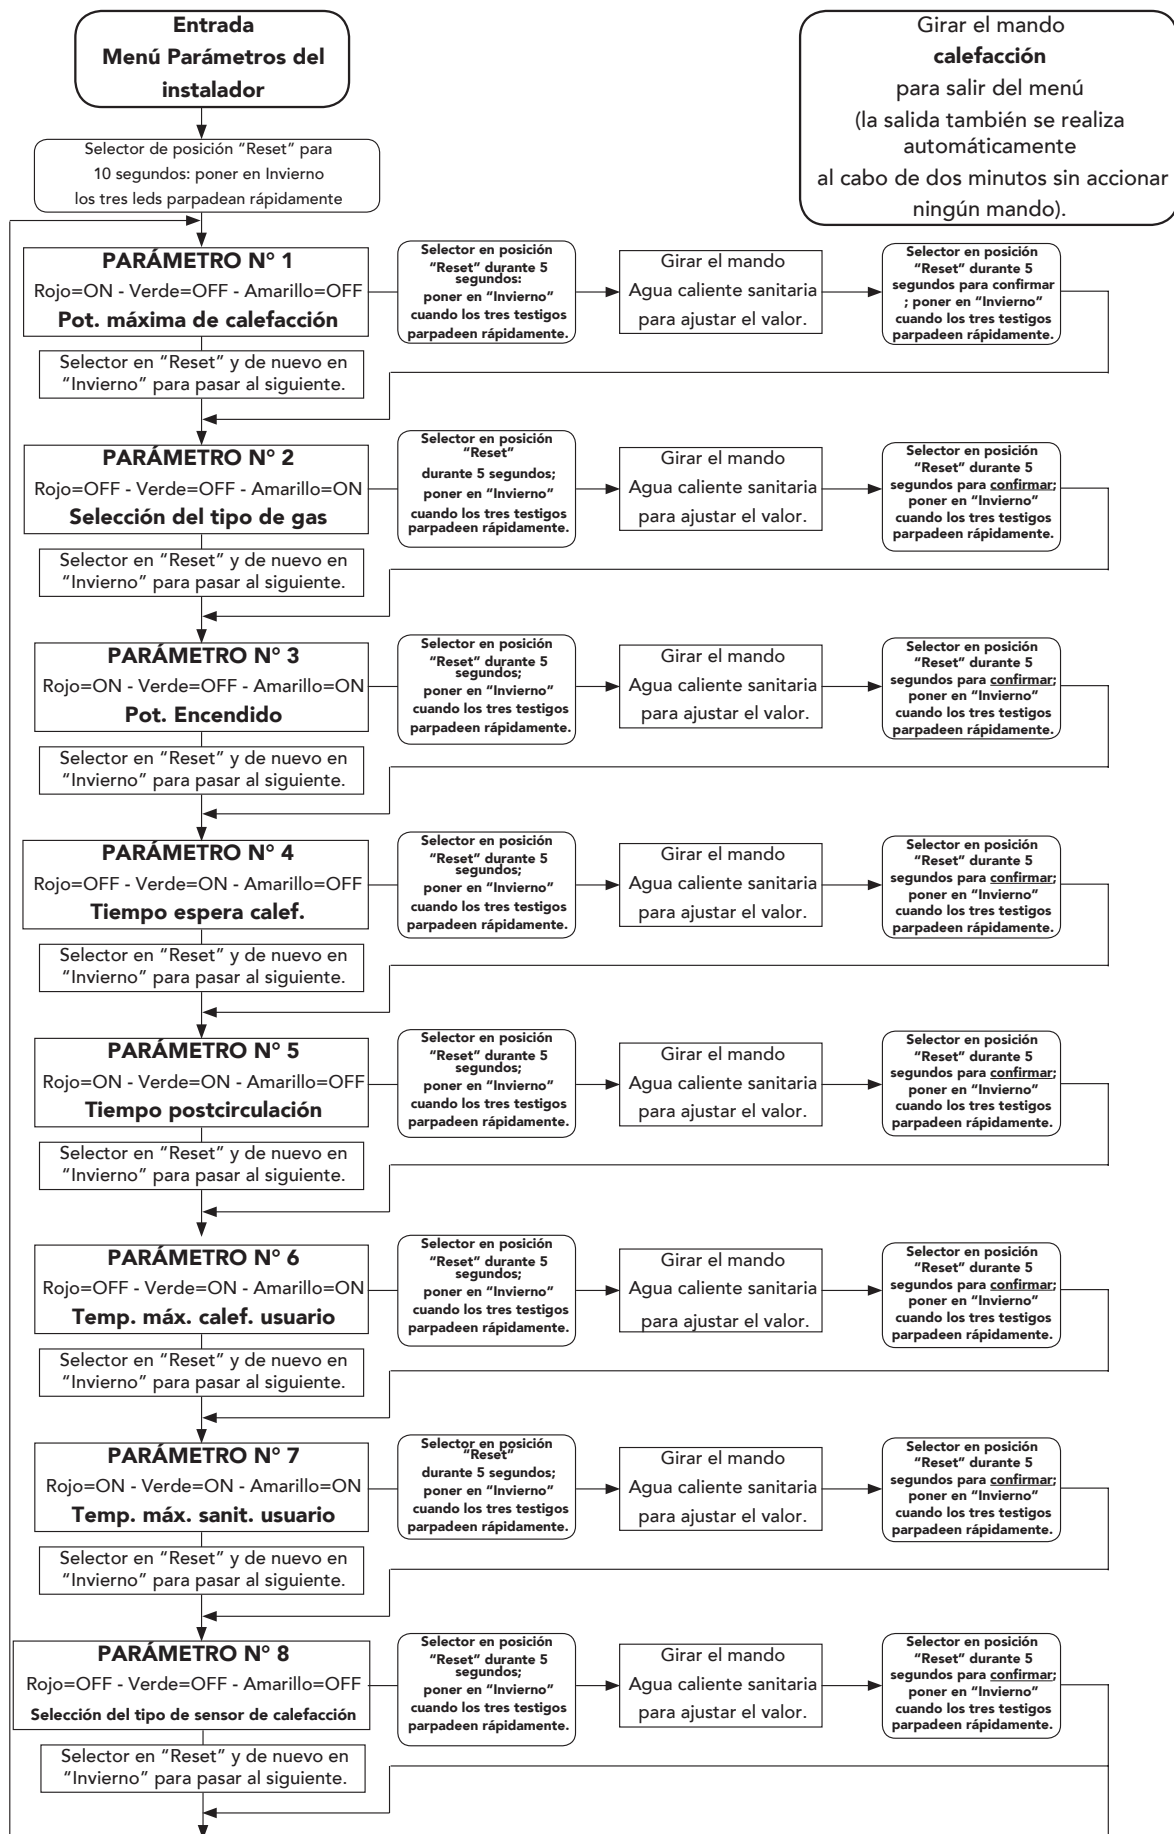 Entrada
Menú Parámetros del
instalador
Girar el mando
calefacción
para salir del menú
(la salida también se realiza
automáticamente
al cabo de dos minutos sin accionar
ningún mando).
Selector de posición “Reset” para
10 segundos: poner en Invierno
los tres leds parpadean rápidamente
PARÁMETRO N° 1
Rojo=ON - Verde=OFF - Amarillo=OFF
Pot. máxima de calefacción
Selector en posición
“Reset” durante 5
segundos:
poner en “Invierno”
cuando los tres testigos
parpadeen rápidamente.
Girar el mando
Agua caliente sanitaria
para ajustar el valor.
Selector en posición
“Reset” durante 5
segundos para confirmar
; poner en “Invierno”
cuando los tres testigos
parpadeen rápidamente.
Selector en “Reset” y de nuevo en
“Invierno” para pasar al siguiente.
PARÁMETRO N° 2
Rojo=OFF - Verde=OFF - Amarillo=ON
Selección del tipo de gas
Selector en posición
“Reset”
durante 5 segundos;
poner en “Invierno”
cuando los tres testigos
parpadeen rápidamente.
Girar el mando
Agua caliente sanitaria
para ajustar el valor.
Selector en posición
“Reset” durante 5
segundos para confirmar;
poner en “Invierno”
cuando los tres testigos
parpadeen rápidamente.
Selector en “Reset” y de nuevo en
“Invierno” para pasar al siguiente.
PARÁMETRO N° 3
Rojo=ON - Verde=OFF - Amarillo=ON
Pot. Encendido
Selector en posición
“Reset” durante 5
segundos;
poner en “Invierno”
cuando los tres testigos
parpadeen rápidamente.
Girar el mando
Agua caliente sanitaria
para ajustar el valor.
Selector en posición
“Reset” durante 5
segundos para confirmar;
poner en “Invierno”
cuando los tres testigos
parpadeen rápidamente.
Selector en “Reset” y de nuevo en
“Invierno” para pasar al siguiente.
PARÁMETRO N° 4
Rojo=OFF - Verde=ON - Amarillo=OFF
Tiempo espera calef.
Selector en posición
“Reset” durante 5
segundos;
poner en “Invierno”
cuando los tres testigos
parpadeen rápidamente.
Girar el mando
Agua caliente sanitaria
para ajustar el valor.
Selector en posición
“Reset” durante 5
segundos para confirmar;
poner en “Invierno”
cuando los tres testigos
parpadeen rápidamente.
Selector en “Reset” y de nuevo en
“Invierno” para pasar al siguiente.
PARÁMETRO N° 5
Rojo=ON - Verde=ON - Amarillo=OFF
Tiempo postcirculación
Selector en posición
“Reset” durante 5
segundos;
poner en “Invierno”
cuando los tres testigos
parpadeen rápidamente.
Girar el mando
Agua caliente sanitaria
para ajustar el valor.
Selector en posición
“Reset” durante 5
segundos para confirmar;
poner en “Invierno”
cuando los tres testigos
parpadeen rápidamente.
Selector en “Reset” y de nuevo en
“Invierno” para pasar al siguiente.
PARÁMETRO N° 6
Rojo=OFF - Verde=ON - Amarillo=ON
Temp. máx. calef. usuario
Selector en posición
“Reset” durante 5
segundos;
poner en “Invierno”
cuando los tres testigos
parpadeen rápidamente.
Girar el mando
Agua caliente sanitaria
para ajustar el valor.
Selector en posición
“Reset” durante 5
segundos para confirmar;
poner en “Invierno”
cuando los tres testigos
parpadeen rápidamente.
Selector en “Reset” y de nuevo en
“Invierno” para pasar al siguiente.
PARÁMETRO N° 7
Rojo=ON - Verde=ON - Amarillo=ON
Temp. máx. sanit. usuario
Selector en posición
“Reset”
durante 5 segundos;
poner en “Invierno”
cuando los tres testigos
parpadeen rápidamente.
Girar el mando
Agua caliente sanitaria
para ajustar el valor.
Selector en posición
“Reset” durante 5
segundos para confirmar;
poner en “Invierno”
cuando los tres testigos
parpadeen rápidamente.
Selector en “Reset” y de nuevo en
“Invierno” para pasar al siguiente.
PARÁMETRO N° 8
Rojo=OFF - Verde=OFF - Amarillo=OFF
Selección del tipo de sensor de calefacción
Selector en posición
“Reset” durante 5
segundos;
poner en “Invierno”
cuando los tres testigos
parpadeen rápidamente.
Girar el mando
Agua caliente sanitaria
para ajustar el valor.
Selector en posición
“Reset” durante 5
segundos para confirmar;
poner en “Invierno”
cuando los tres testigos
parpadeen rápidamente.
Selector en “Reset” y de nuevo en
“Invierno” para pasar al siguiente.